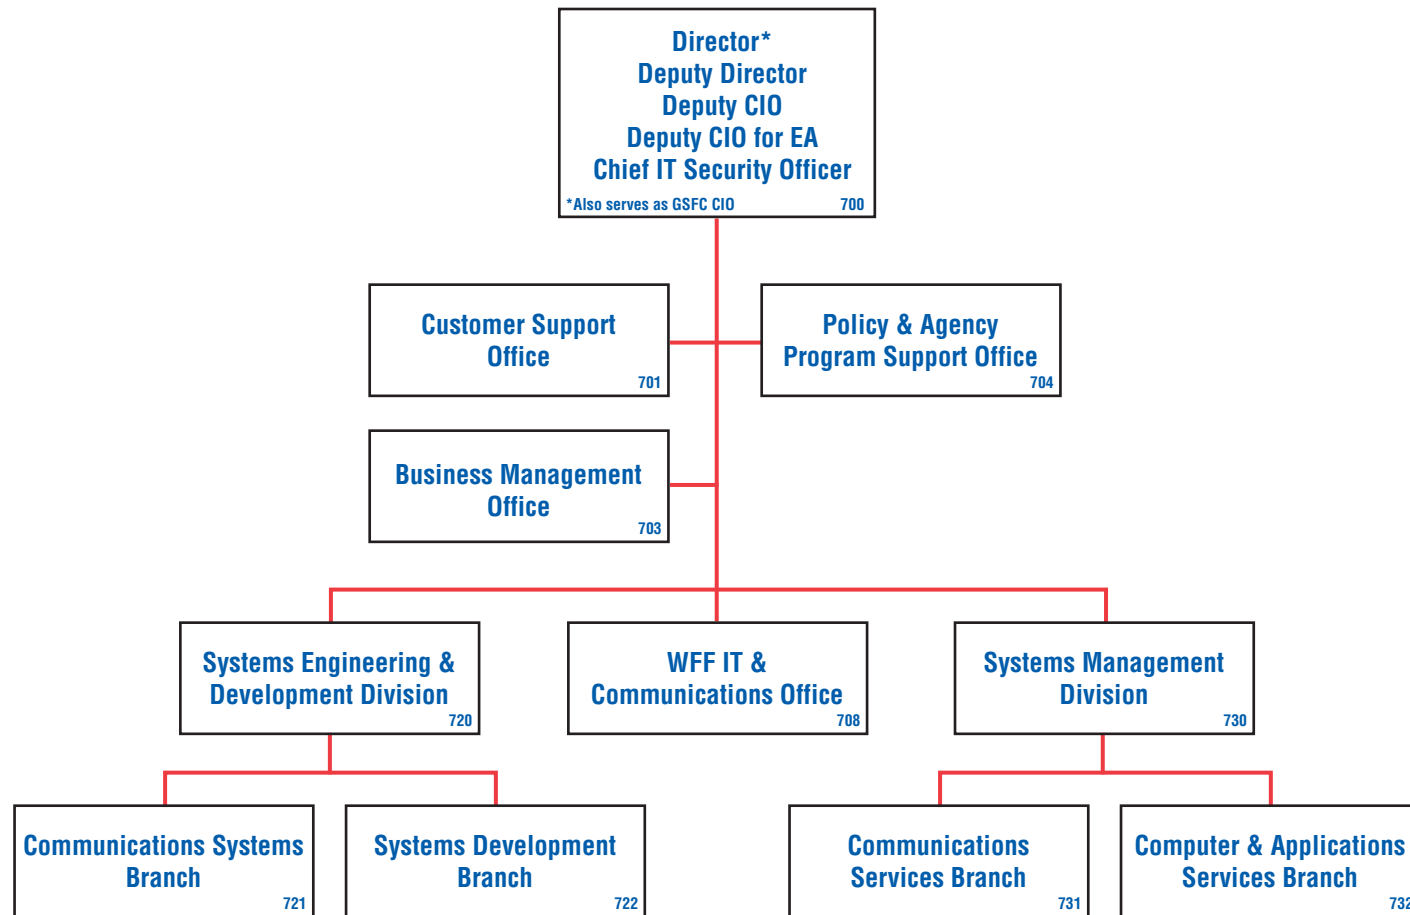 Director*
Deputy Director
Deputy CIO
Deputy CIO for EA
Chief IT Security Officer
*Also serves as GSFC CIO 700
Customer Support
Office
701
Policy & Agency
Program Support Office
704
Business Management
Office
703
Systems Engineering &
Development Division
720
WFF IT &
Communications Office
708
Systems Management
Division
730
Communications Systems
Branch
721
Systems Development
Branch
722
Communications
Services Branch
731
Computer & Applications
Services Branch
732